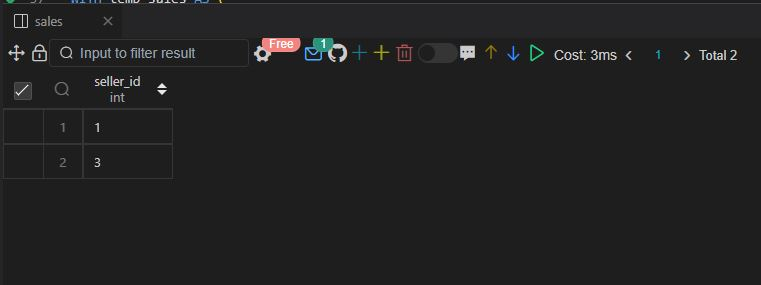 With temp_sales AS (
sales
Input to filter result
Free
1
Cost: 3ms
1
Total 2
seller_id
int
1 1
2 3